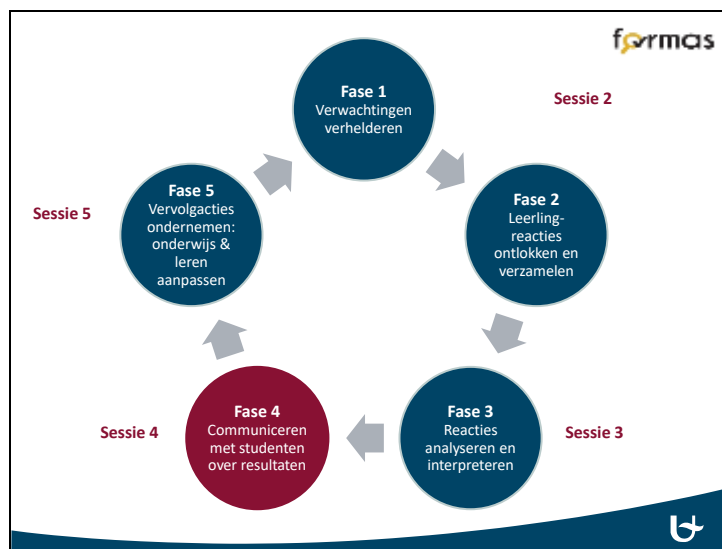 formas
Fase 1
Verwachtingen
verhelderen
Sessie 2
Fase 2
Leerling-
reacties
ontlokken en
verzamelen
Fase 3
Reacties
analyseren en
interpreteren
Sessie 3
Fase 4
Communiceren
met studenten
over resultaten
Sessie 4
Fase 5
Vervolgacties
ondernemen:
onderwijs &
leren
aanpassen
Sessie 5